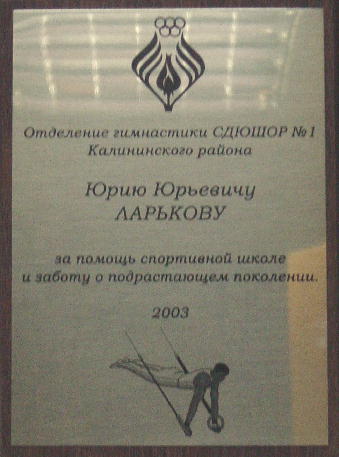 Отделение гимнастики СДЮШОР №1
Калининского района
Юрию Юрьевичу
ЛАРЬКОВУ
за помощь спортивной школе
и заботу о подрастающем поколении.
2003